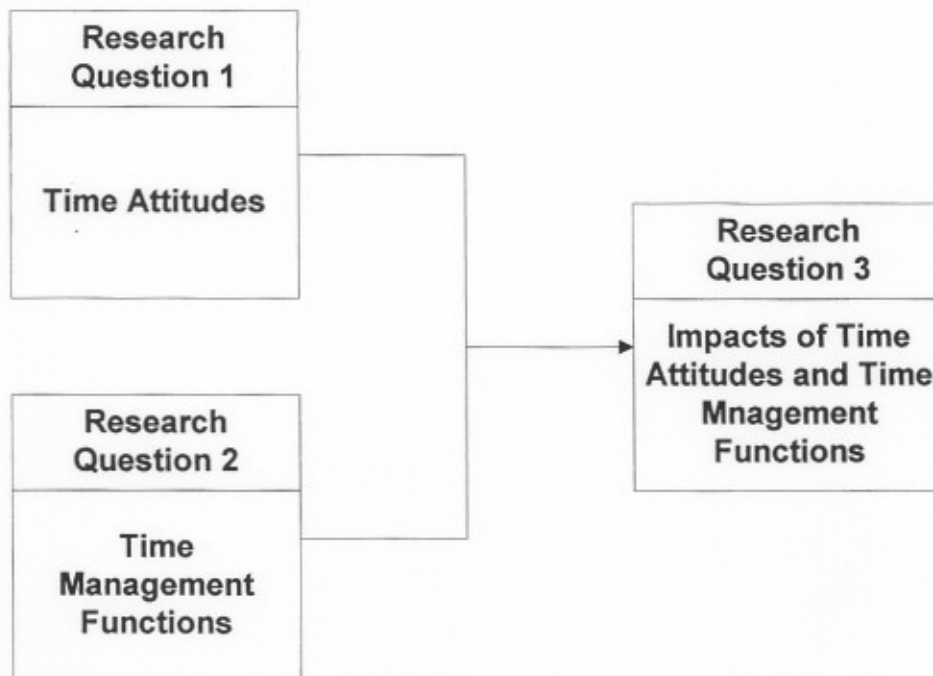 Research
Question 1
Time Attitudes
Research
Question 2
Time
Management
Functions
Research
Question 3
Impacts of Time
Attitudes and Time
Mnagement
Functions